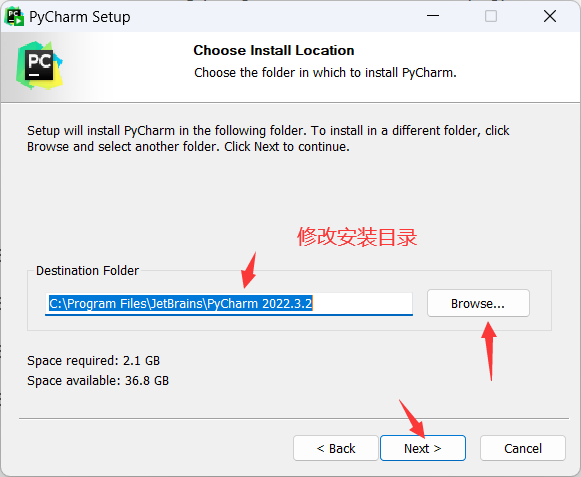 PyCharm Setup
PC
Choose Install Location
Choose the folder in which to install PyCharm.
Setup will install PyCharm in the following folder. To install in a different folder, click
Browse and select another folder. Click Next to continue.
修改安装目录
Destination Folder
C:\Program Files\JetBrains\PyCharm 2022.3.2
Browse...
Space required: 2.1 GB
Space available: 36.8 GB
< Back
Next >
Cancel